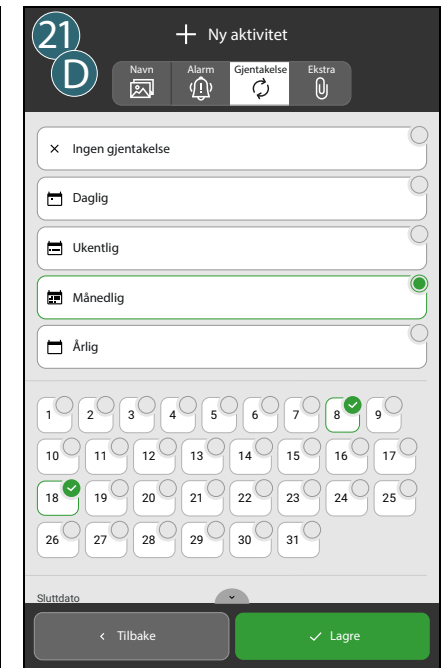 21
D
Ny aktivitet
Navn Alarm Gjentakelse Ekstra
Ingen gjentakelse
Daglig
Ukentlig
Månedlig
Årlig
1 2 3 4 5 6 7 8 9
10 11 12 13 14 15 16 17
18 19 20 21 22 23 24 25
26 27 28 29 30 31
Sluttdato
Tilbake Lagre